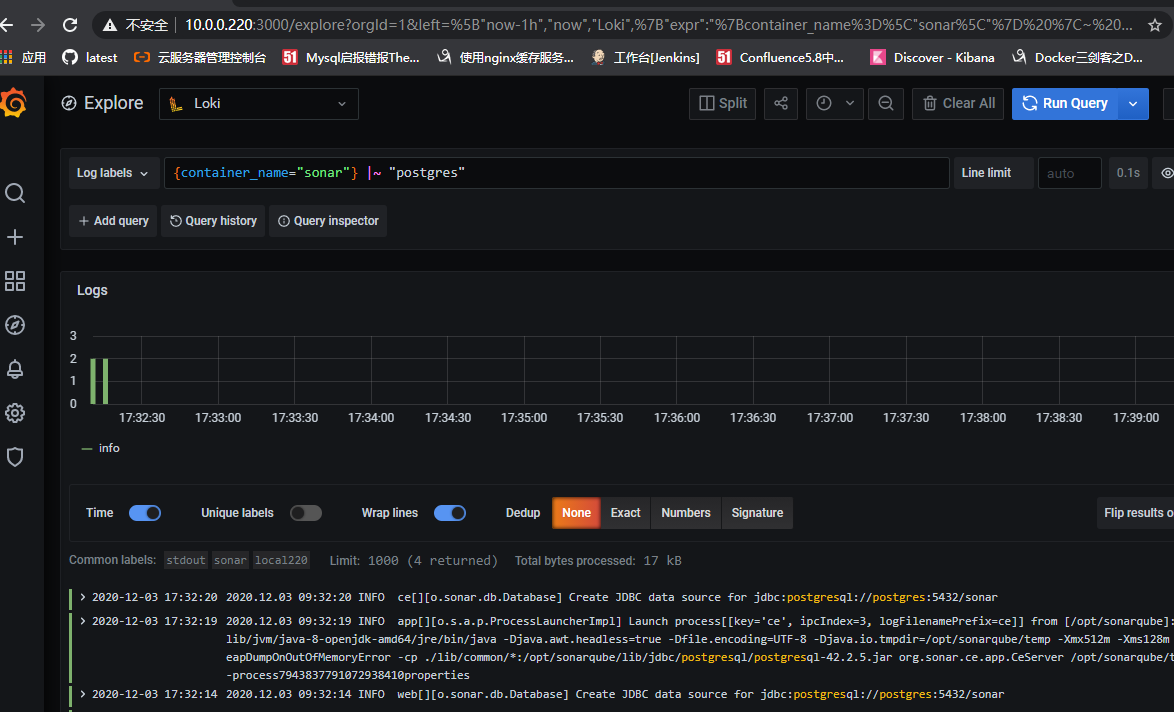 不安全 | 10.0.0.220:3000/explore?orgId=1&left=%5B"now-1h","now","Loki",%7B"expr":"%7Bcontainer_name%3D%5C"sonar%5C"%7D%20%7C~%20...
应用 latest 云服务器管理控制台 51 Mysql启报错报The... 使用nginx缓存服务... 工作台[Jenkins] 51 Confluence5.8中... Discover - Kibana Docker三剑客之D...
Explore Loki Split Clear All Run Query
Log labels {container_name="sonar"} |~ "postgres" Line limit auto 0.1s
+ Add query Query history Query inspector
Logs
3
2
1
0
17:32:30 17:33:00 17:33:30 17:34:00 17:34:30 17:35:00 17:35:30 17:36:00 17:36:30 17:37:00 17:37:30 17:38:00 17:38:30 17:39:00
info
Time Unique labels Wrap lines Dedup None Exact Numbers Signature Flip results o
Common labels: stdout sonar local220 Limit: 1000 (4 returned) Total bytes processed: 17 kB
> 2020-12-03 17:32:20 2020.12.03 09:32:20 INFO ce[][o.sonar.db.Database] Create JDBC data source for jdbc:postgresql://postgres:5432/sonar
> 2020-12-03 17:32:19 2020.12.03 09:32:19 INFO app[][o.s.a.p.ProcessLauncherImpl] Launch process[[key='ce', ipcIndex=3, logFilenamePrefix=ce]] from [/opt/sonarqube]:
lib/jvm/java-8-openjdk-amd64/jre/bin/java -Djava.awt.headless=true -Dfile.encoding=UTF-8 -Djava.io.tmpdir=/opt/sonarqube/temp -Xmx512m -Xms128m
eapDumpOnOutOfMemoryError -cp ./lib/common/*:/opt/sonarqube/lib/jdbc/postgresql/postgresql-42.2.5.jar org.sonar.ce.app.CeServer /opt/sonarqube/t
-process7943837791072938410properties
> 2020-12-03 17:32:14 2020.12.03 09:32:14 INFO web[][o.sonar.db.Database] Create JDBC data source for jdbc:postgresql://postgres:5432/sonar